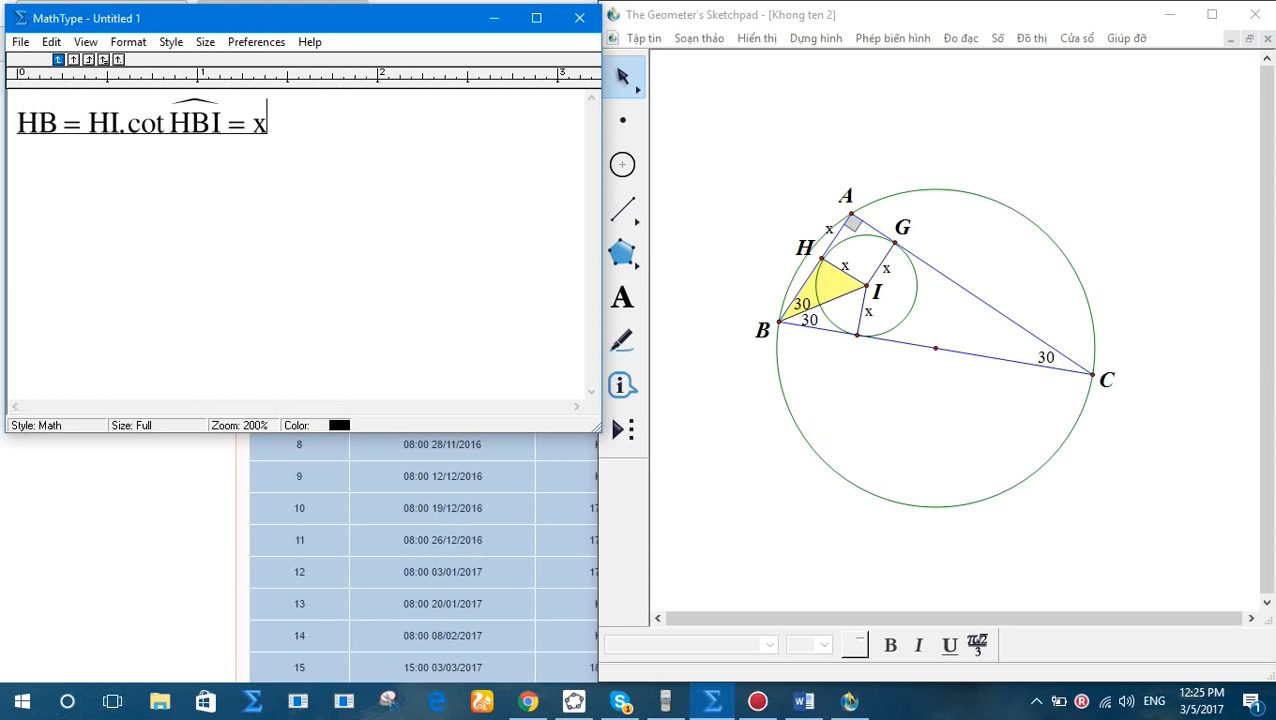 MathType - Untitled 1
File Edit View Format Style Size Preferences Help
0 1 2 3
HB = HI.cot HBI = x
Style: Math Size: Full Zoom: 200% Color:
8 08:00 28/11/2016
9 08:00 12/12/2016
10 08:00 19/12/2016 17
11 08:00 26/12/2016 17
12 08:00 03/01/2017 17
13 08:00 20/01/2017
14 08:00 08/02/2017
15 15:00 03/03/2017 18
The Geometer's Sketchpad - [Khong ten 2]
Tập tin Soạn thảo Hiển thị Dựng hình Phép biến hình Đo đạc Số Đồ thị Cửa sổ Giúp đỡ
A
A
x
G
H
x
x
I
30
x
B
30
30
C
B I U
12:25 PM
ENG
3/5/2017